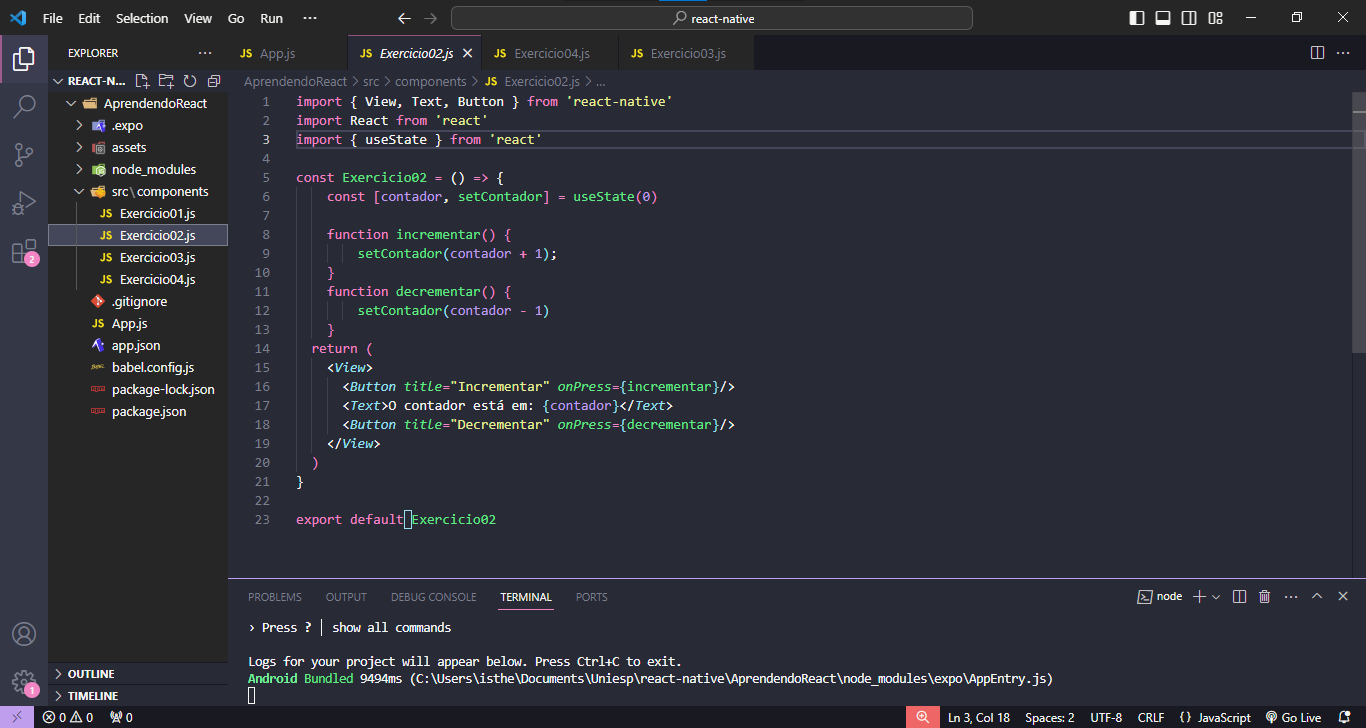 File Edit Selection View Go Run ··· react-native
EXPLORER ···
REACT-N...
AprendendoReact
.expo
assets
node_modules
src\components
JS Exercicio01.js
JS Exercicio02.js
JS Exercicio03.js
JS Exercicio04.js
.gitignore
JS App.js
app.json
babel.config.js
package-lock.json
package.json
OUTLINE
TIMELINE
2
1
JS App.js JS Exercicio02.js JS Exercicio04.js JS Exercicio03.js ···
AprendendoReact > src > components > JS Exercicio02.js > ...
1 import { View, Text, Button } from 'react-native'
2 import React from 'react'
3 import { useState } from 'react'
4
5 const Exercicio02 = () => {
6 const [contador, setContador] = useState(0)
7
8 function incrementar() {
9 setContador(contador + 1);
10 }
11 function decrementar() {
12 setContador(contador - 1)
13 }
14 return (
15 <View>
16 <Button title="Incrementar" onPress={incrementar}/>
17 <Text>O contador está em: {contador}</Text>
18 <Button title="Decrementar" onPress={decrementar}/>
19 </View>
20 )
21 }
22
23 export default Exercicio02
PROBLEMS OUTPUT DEBUG CONSOLE TERMINAL PORTS node ···
› Press ? │ show all commands
Logs for your project will appear below. Press Ctrl+C to exit.
Android Bundled 9494ms (C:\Users\isthe\Documents\Uniesp\react-native\AprendendoReact\node_modules\expo\AppEntry.js)
0 0 0 Ln 3, Col 18 Spaces: 2 UTF-8 CRLF {} JavaScript Go Live